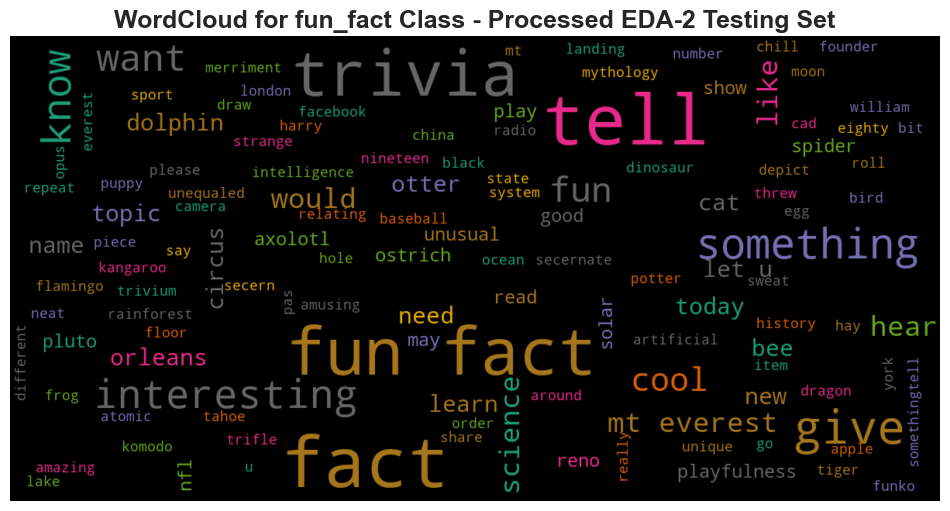 WordCloud for fun_fact Class - Processed EDA-2 Testing Set
want
trivia
know
merriment
mt
landing
number
chill
founder
mythology
moon
like
sport
london
everest
draw
facebook
dolphin
harry
strange
play
radio
tell
show
william
cad
eighty
bit
china
spider
opus
please
nineteen
black
dinosaur
depict
roll
repeat
puppy
unequaled
intelligence
otter
state
system
fun
threw
bird
topic
camera
would
relating
baseball
good
cat
egg
name
piece
say
circus
axolotl
unusual
something
hole
ostrich
ocean
secernate
kangaroo
let u
flamingo
trivium
secern
potter
sweat
pas
amusing
read
neat
rainforest
need
solar
today
hear
different
pluto
floor
may
artificial
history
hay
orleans
fun fact
bee
item
york
somethingtell
frog
interesting
science
around
cool
new
dragon
atomic
tahoe
learn
order
mt everest
give
komodo
trifle
share
really
unique
go
apple
amazing
lake
nfl
u
fact
reno
playfulness
tiger
funko